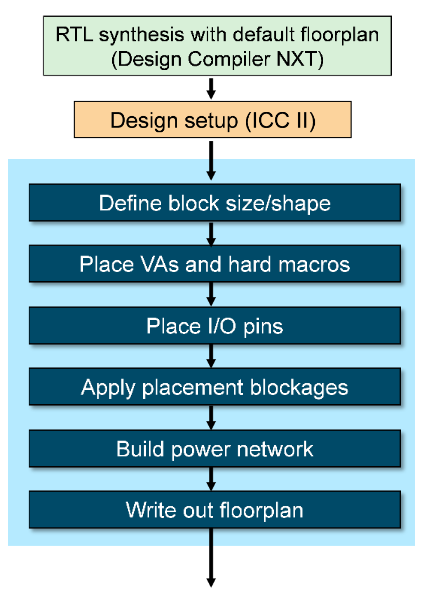 RTL synthesis with default floorplan
(Design Compiler NXT)
Design setup (ICC II)
Define block size/shape
Place VAs and hard macros
Place I/O pins
Apply placement blockages
Build power network
Write out floorplan